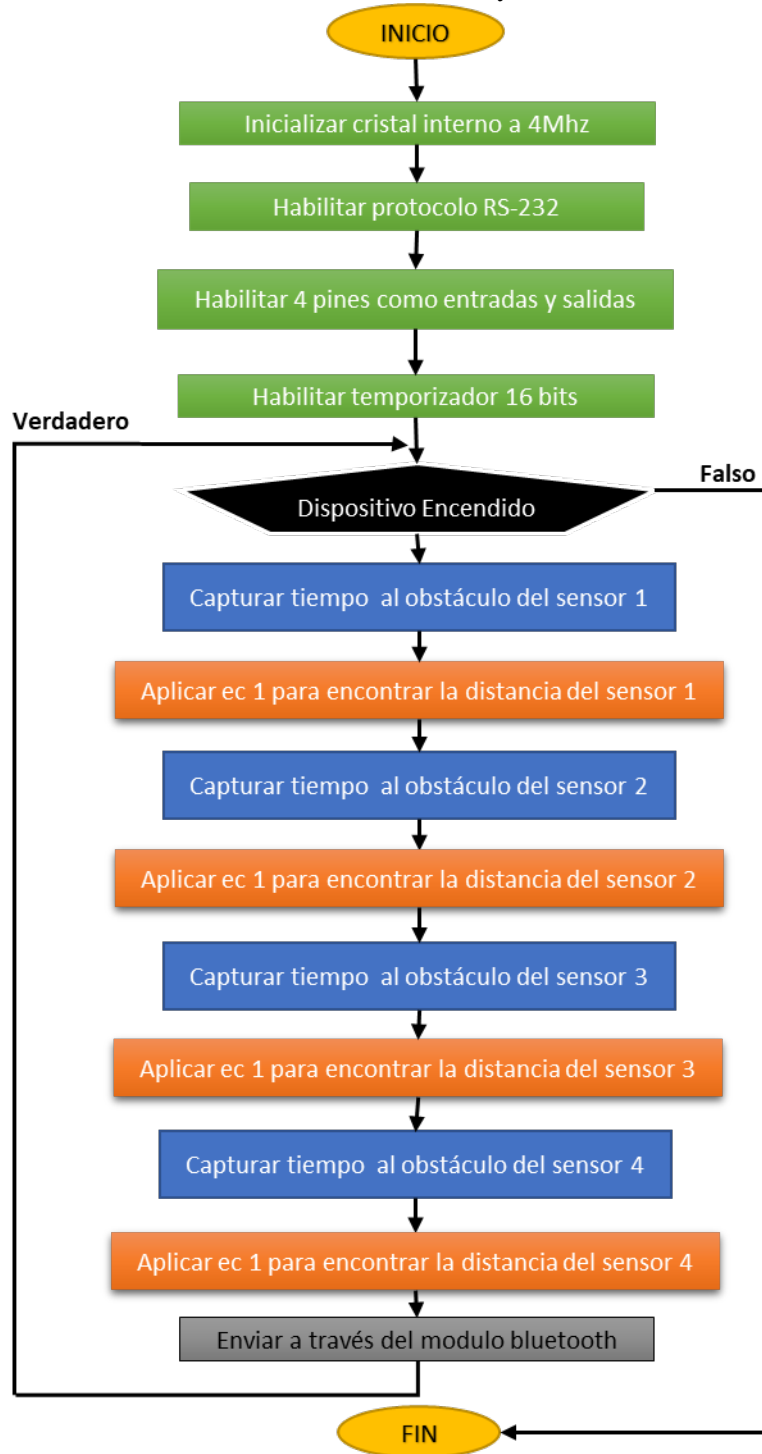 INICIO
Inicializar cristal interno a 4Mhz
Habilitar protocolo RS-232
Habilitar 4 pines como entradas y salidas
Habilitar temporizador 16 bits
Verdadero
Falso
Dispositivo Encendido
Capturar tiempo al obstáculo del sensor 1
Aplicar ec 1 para encontrar la distancia del sensor 1
Capturar tiempo al obstáculo del sensor 2
Aplicar ec 1 para encontrar la distancia del sensor 2
Capturar tiempo al obstáculo del sensor 3
Aplicar ec 1 para encontrar la distancia del sensor 3
Capturar tiempo al obstáculo del sensor 4
Aplicar ec 1 para encontrar la distancia del sensor 4
Enviar a través del modulo bluetooth
FIN